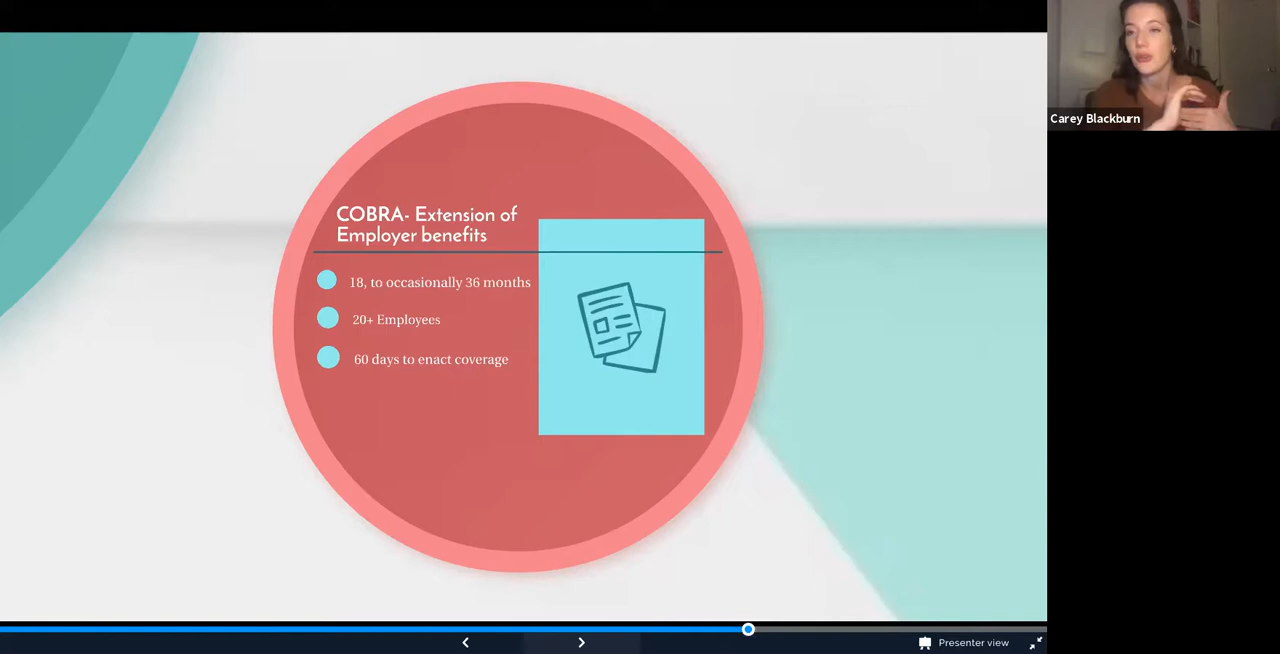 Carey Blackburn
COBRA- Extension of
Employer benefits
18, to occasionally 36 months
20+ Employees
60 days to enact coverage
Presenter view